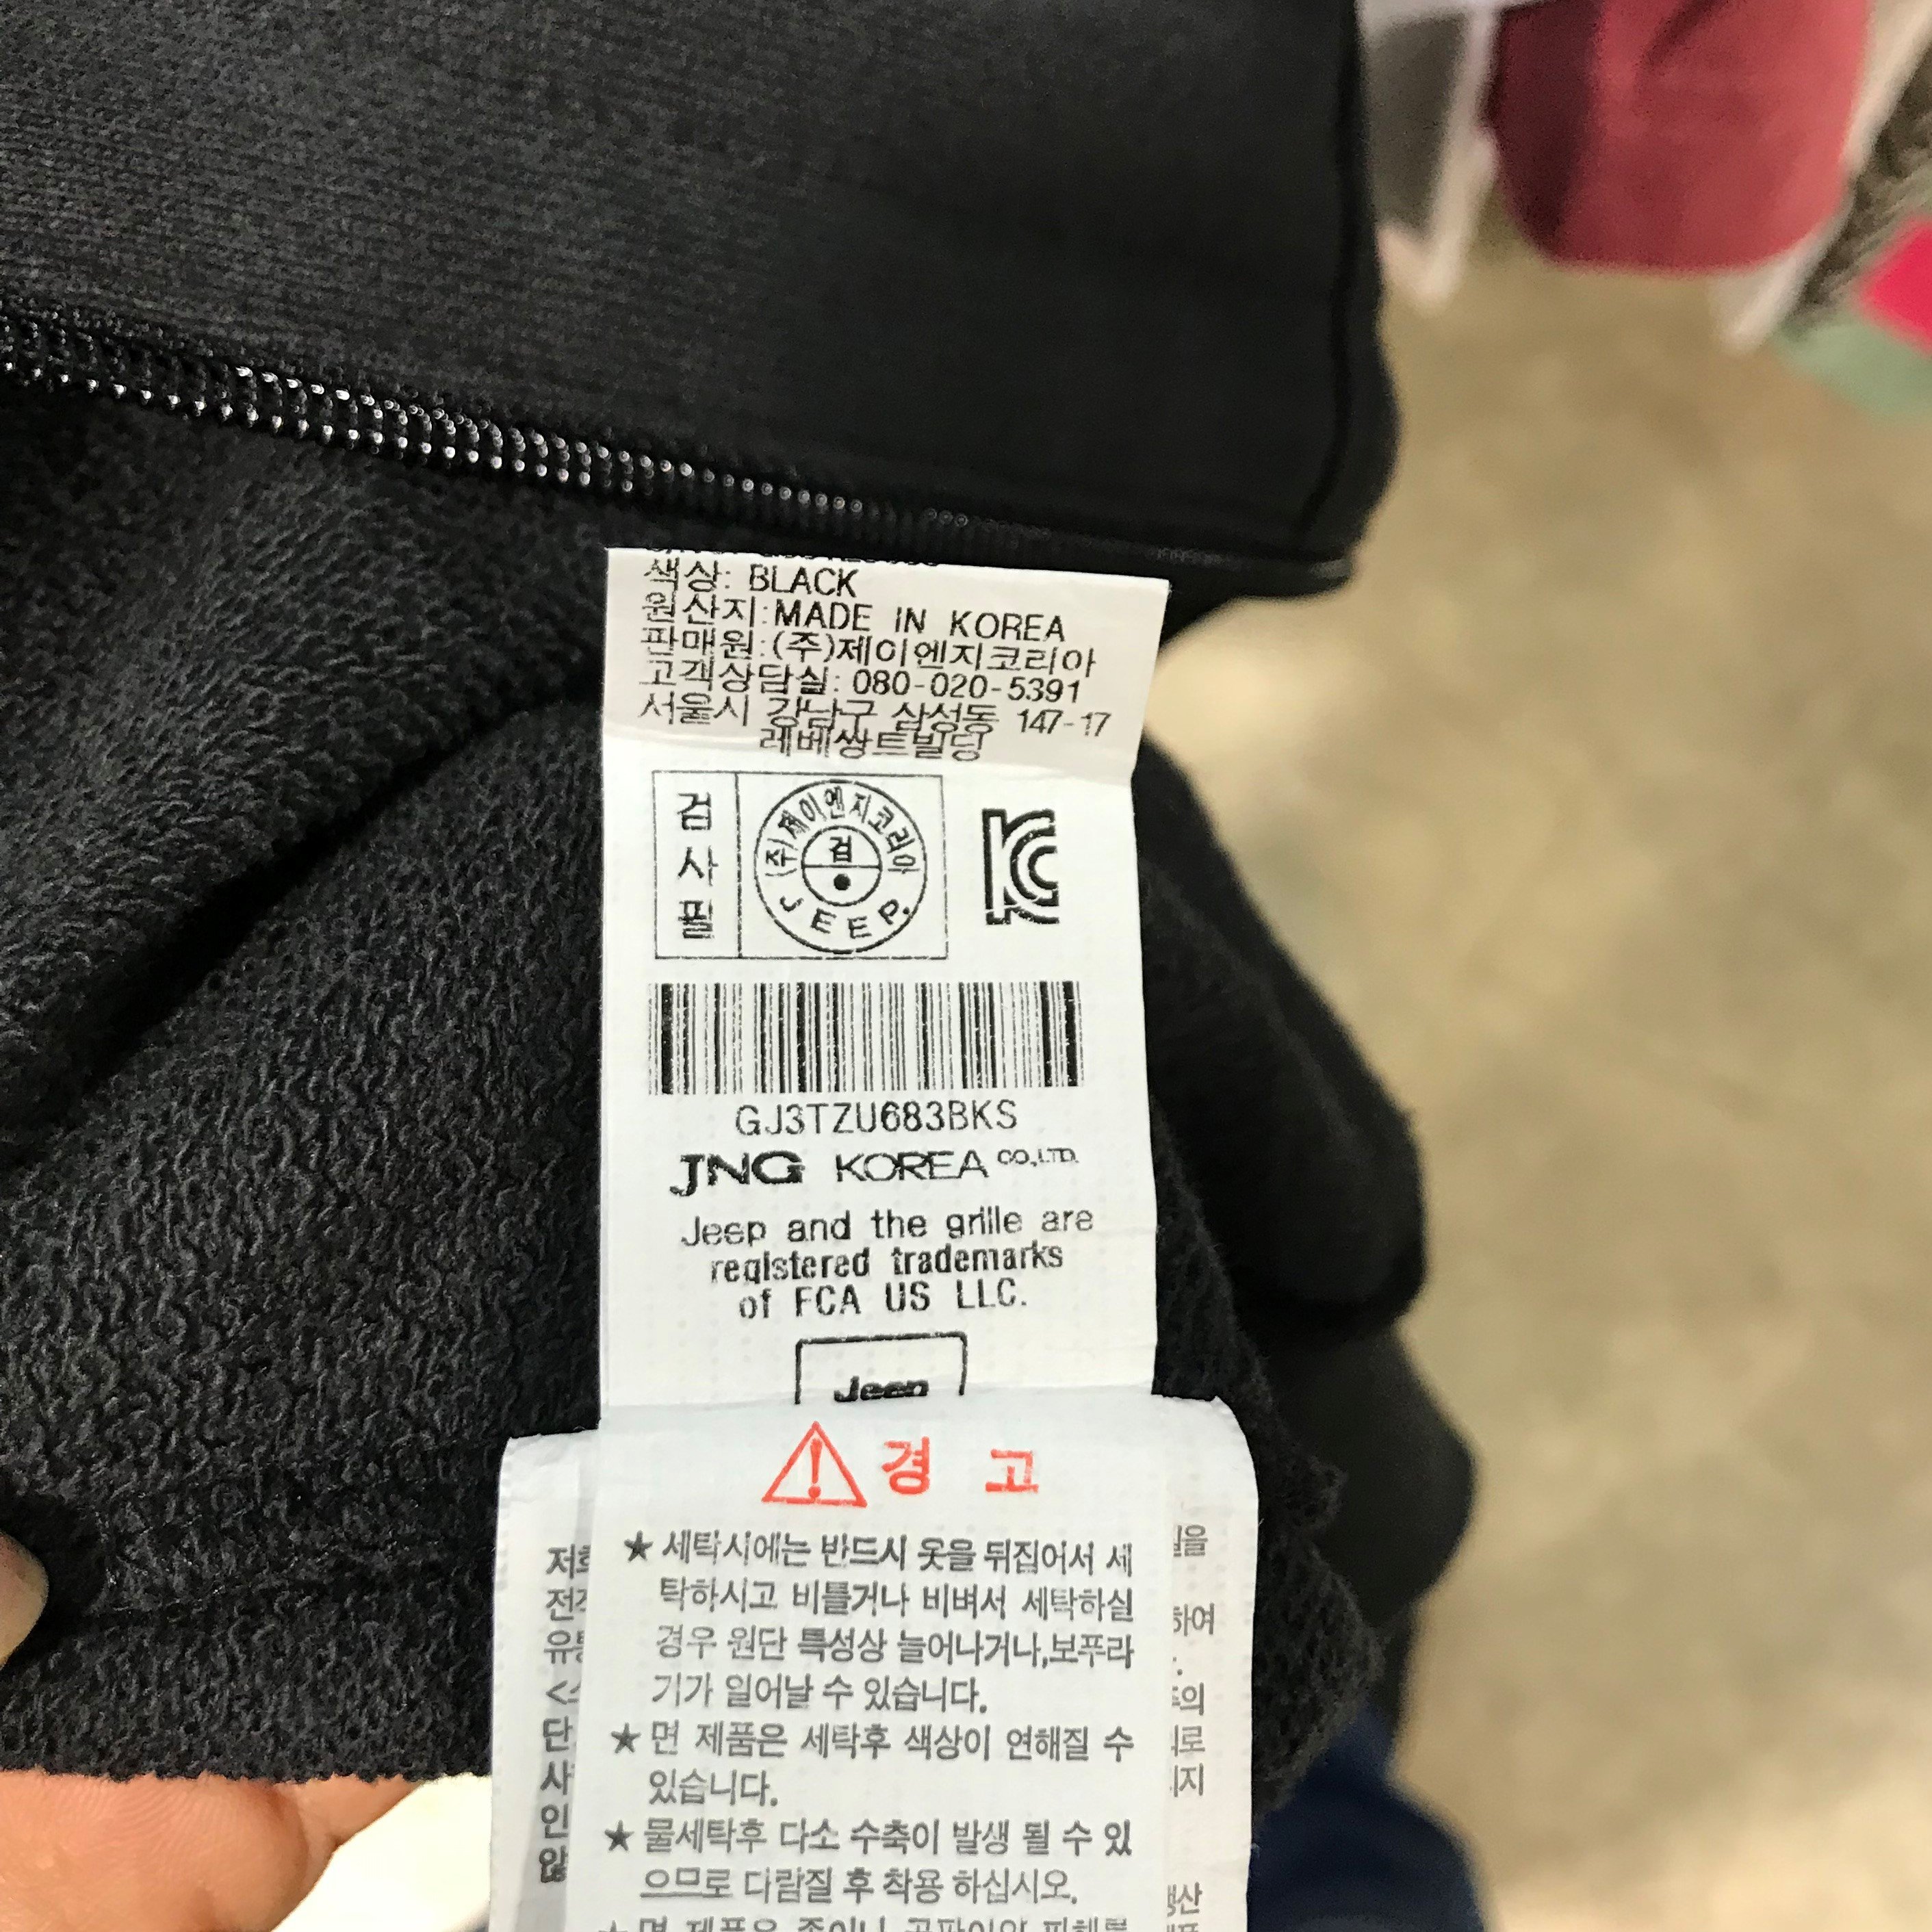 색상: BLACK
원산지:MADE IN KOREA
판매원:(주)제이엔지코리아
고객상담실: 080-020-5391
서울시 강남구 삼성동 147-17
레베쌍트빌딩
검
사
필
(주)제이엔지코리아
검
JEEP.
KC
GJ3TZU683BKS
JNG KOREA CO.,LTD.
Jeep and the grille are
registered trademarks
of FCA US LLC.
Jeep
경 고
★ 세탁시에는 반드시 옷을 뒤집어서 세
탁하시고 비틀거나 비벼서 세탁하실
경우 원단 특성상 늘어나거나,보푸라
기가 일어날 수 있습니다.
★ 면 제품은 세탁후 색상이 연해질 수
있습니다.
★ 물세탁후 다소 수축이 발생 될 수 있
으므로 다림질 후 착용 하십시오.